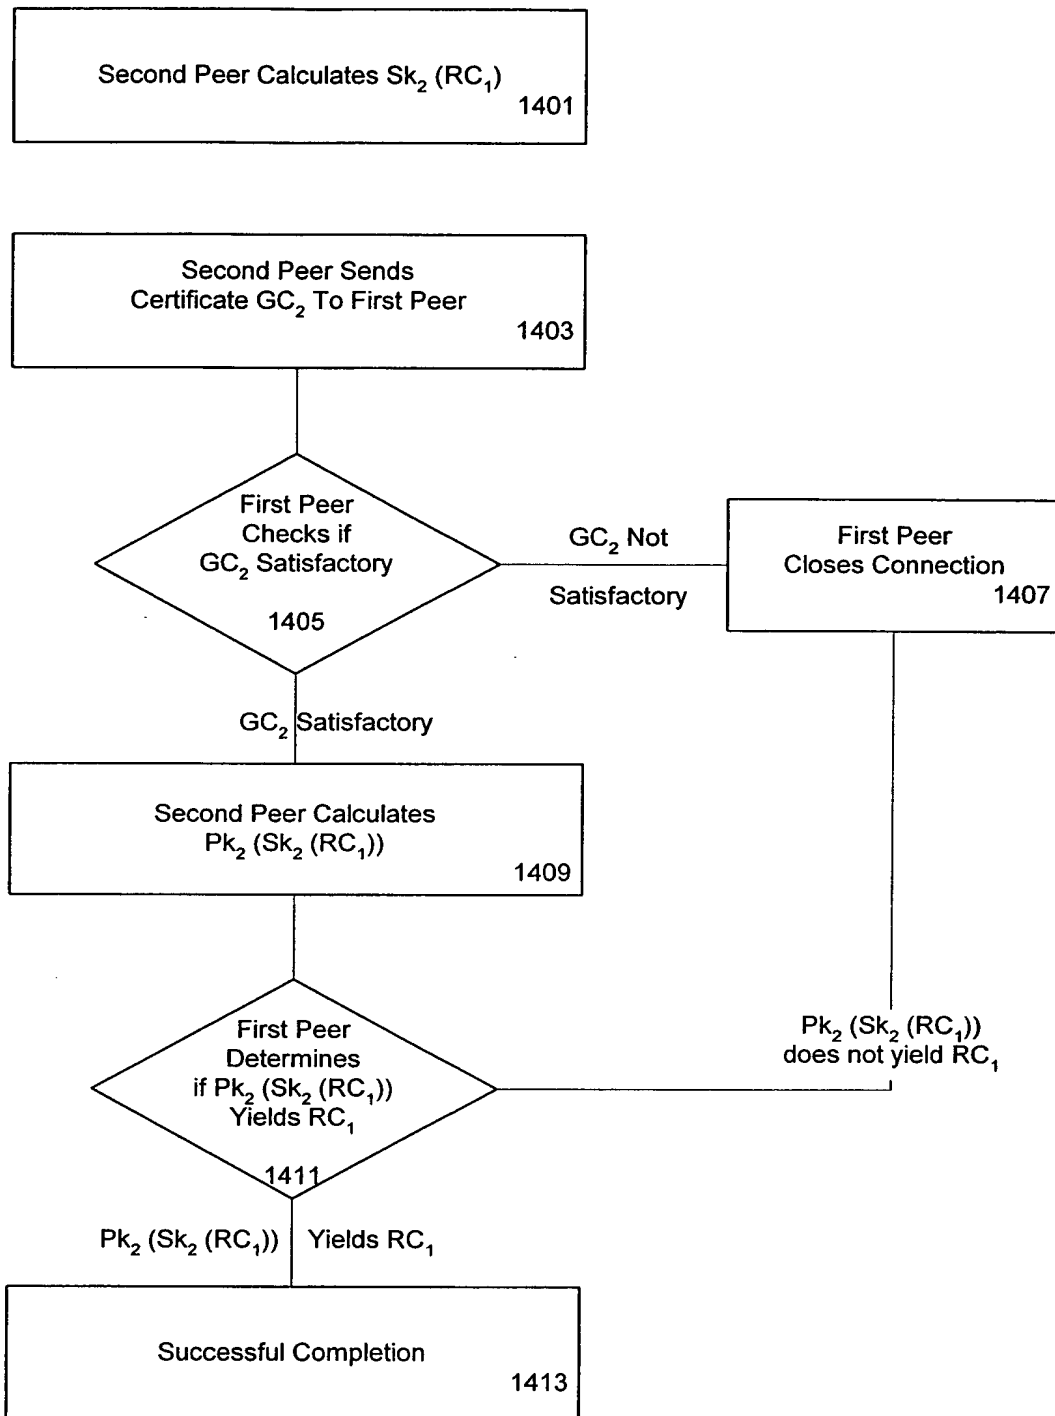 Second Peer Calculates Sk₂ (RC₁)
1401
Second Peer Sends
Certificate GC₂ To First Peer
1403
First Peer
Checks if
GC₂ Satisfactory
1405
GC₂ Not
Satisfactory
First Peer
Closes Connection
1407
GC₂ Satisfactory
Second Peer Calculates
Pk₂ (Sk₂ (RC₁))
1409
First Peer
Determines
if Pk₂ (Sk₂ (RC₁))
Yields RC₁
1411
Pk₂ (Sk₂ (RC₁))
does not yield RC₁
Pk₂ (Sk₂ (RC₁)) Yields RC₁
Successful Completion
1413